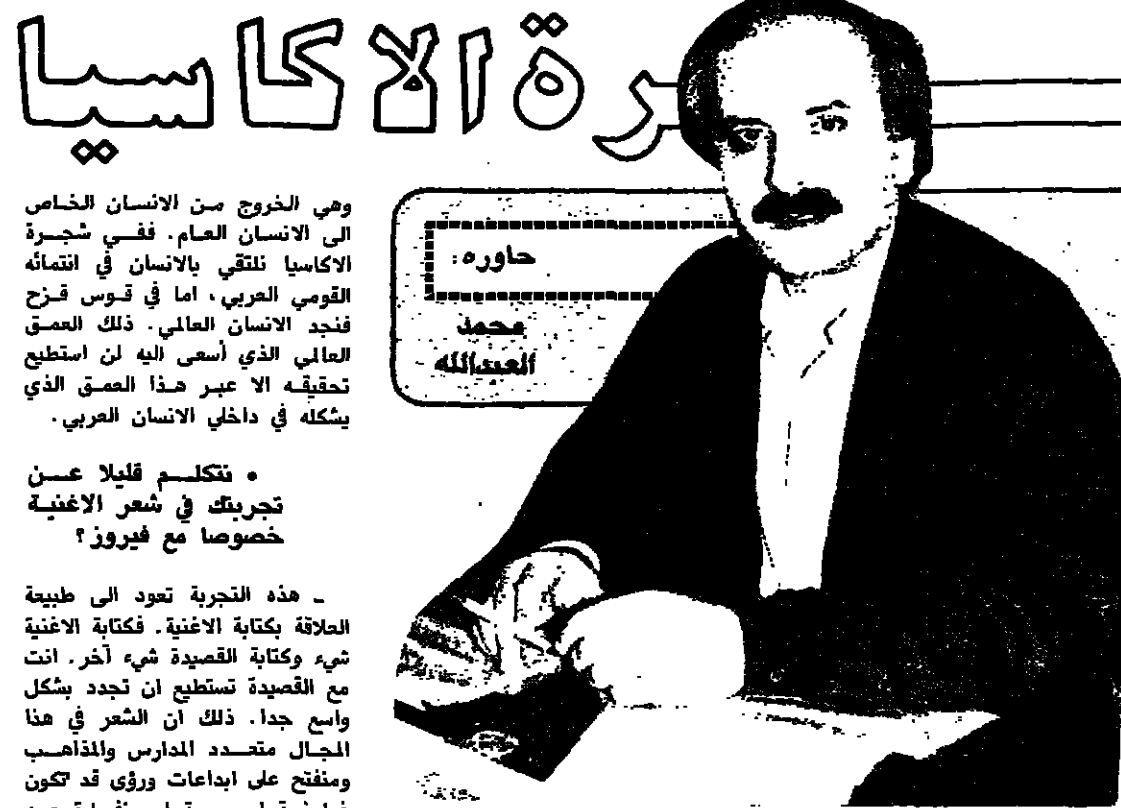 رة الاكاسيا
حاوره:
محمد
العبدالله
وهي الخروج من الانسان الخاص
الى الانسان العام. ففي شجرة
الاكاسيا نلتقي بالانسان في انتمائه
القومي العربي، اما في قوس قزح
فنجد الانسان العالمي. ذلك العمق
العالمي الذي أسعى اليه لن استطيع
تحقيقه الا عبر هذا العمق الذي
يشكله في داخلي الانسان العربي.
• نتكلم قليلا عن
تجربتك في شعر الاغنية
خصوصا مع فيروز؟
ـ هذه التجربة تعود الى طبيعة
العلاقة بكتابة الاغنية. فكتابة الاغنية
شيء وكتابة القصيدة شيء آخر. انت
مع القصيدة تستطيع ان تجدد بشكل
واسع جدا. ذلك ان الشعر في هذا
المجال متعدد المدارس والمذاهب
ومنفتح على ابداعات ورؤى قد تكون